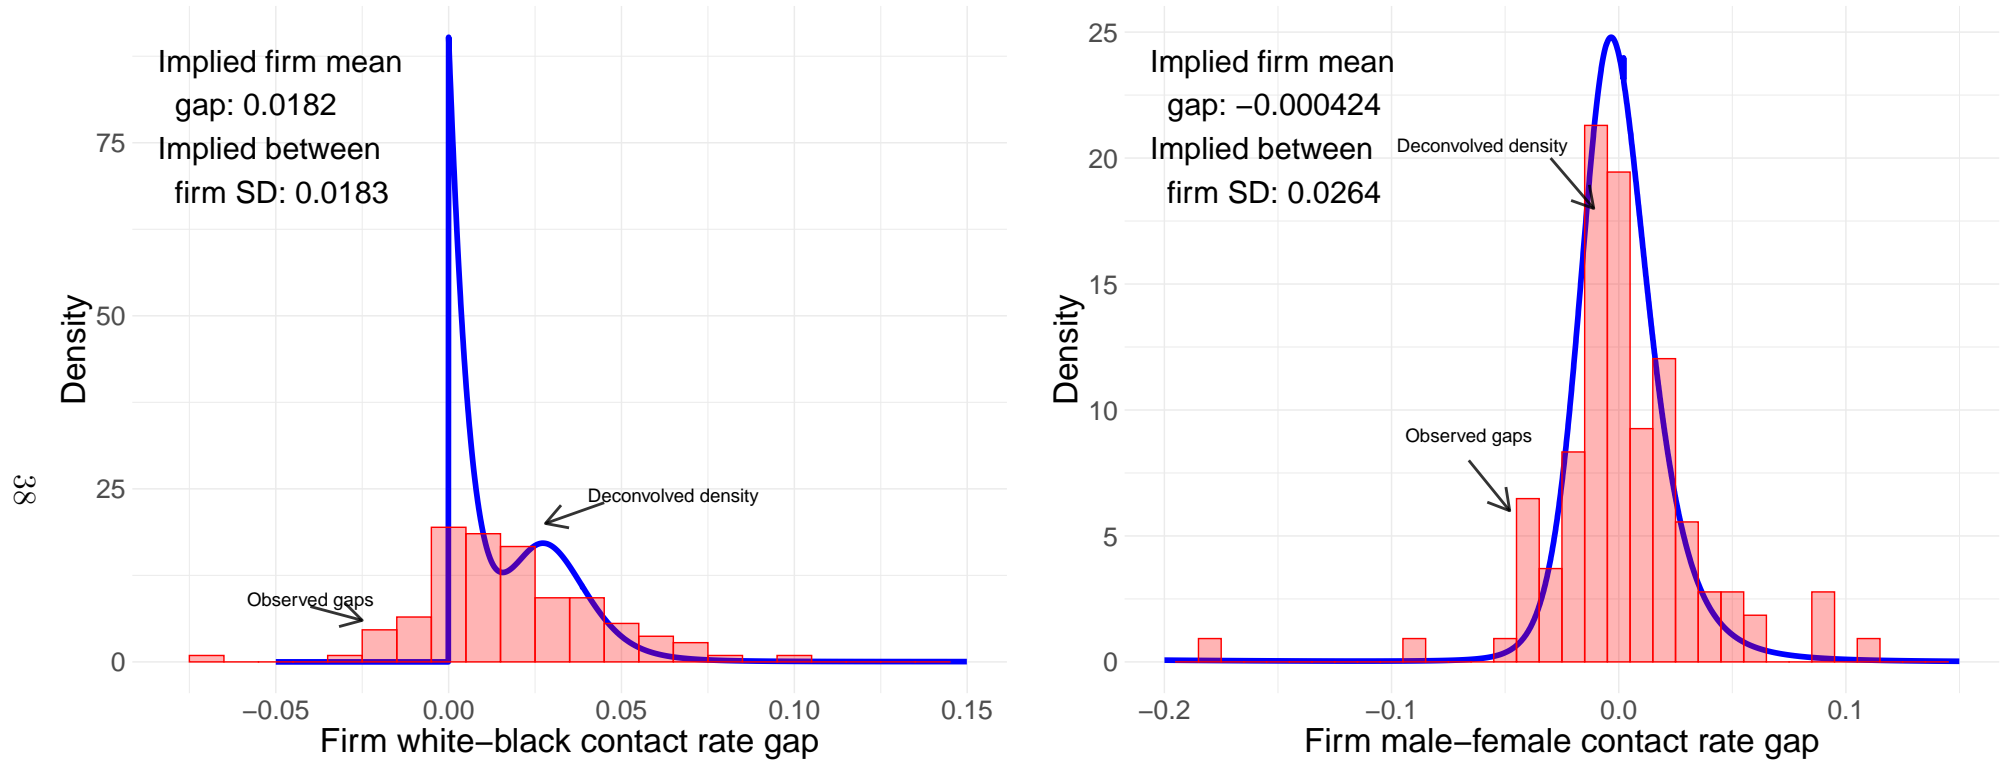 Implied firm mean
gap: 0.0182
Implied between
firm SD: 0.0183
Density
75
50
25
0
Deconvolved density
Observed gaps
−0.05
0.00
0.05
0.10
0.15
Firm white−black contact rate gap
Implied firm mean
gap: −0.000424
Implied between
firm SD: 0.0264
Density
25
20
15
10
5
0
Deconvolved density
Observed gaps
−0.2
−0.1
0.0
0.1
Firm male−female contact rate gap
38